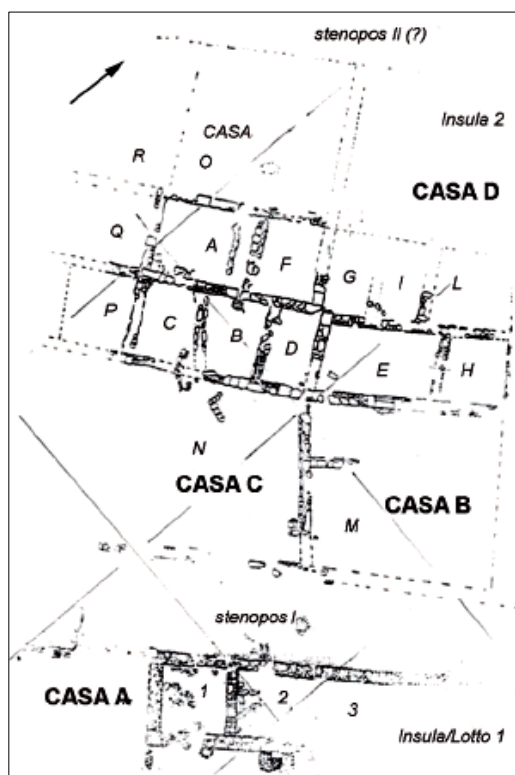 stenopos II (?)
Insula 2
CASA
R
O
CASA D
Q
A
F
G
I
L
P
C
B
D
E
H
N
CASA C
CASA B
M
stenopos I
CASA A
1
2
3
Insula/Lotto 1